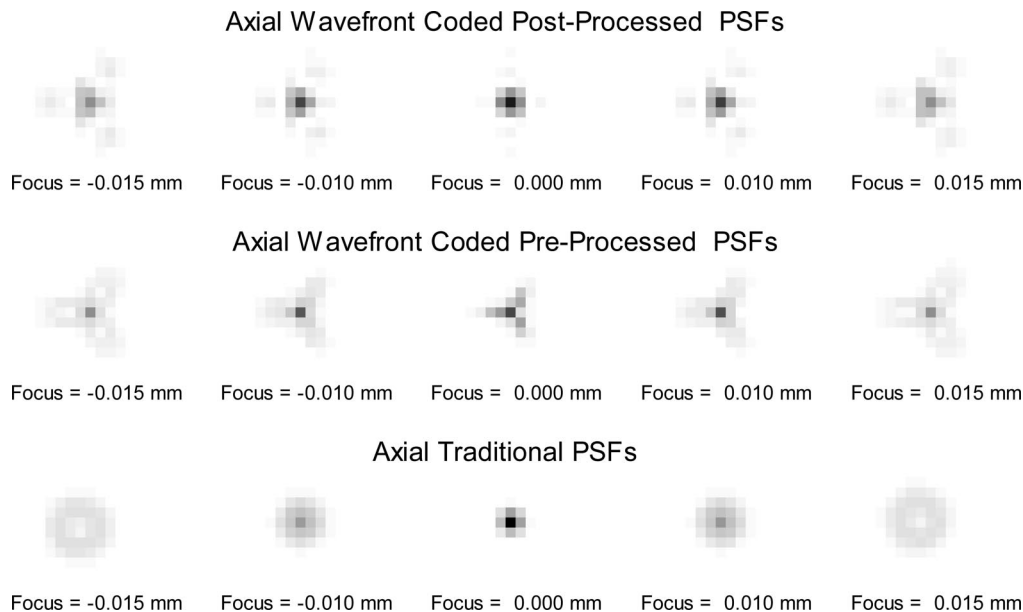 Axial Wavefront Coded Post-Processed PSFs
Focus = -0.015 mm Focus = -0.010 mm Focus = 0.000 mm Focus = 0.010 mm Focus = 0.015 mm
Axial Wavefront Coded Pre-Processed PSFs
Focus = -0.015 mm Focus = -0.010 mm Focus = 0.000 mm Focus = 0.010 mm Focus = 0.015 mm
Axial Traditional PSFs
Focus = -0.015 mm Focus = -0.010 mm Focus = 0.000 mm Focus = 0.010 mm Focus = 0.015 mm